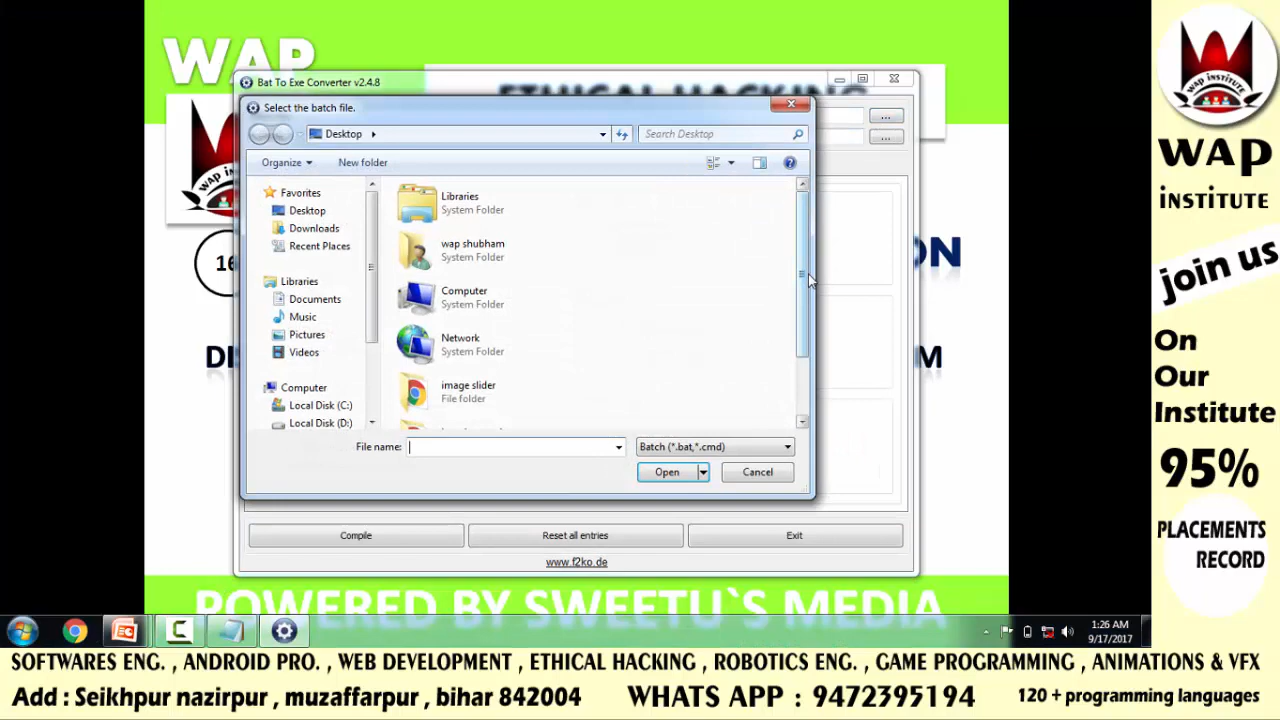 WAP
Bat To Exe Converter v2.4.8
ETHICAL HACKING
Select the batch file.
Desktop
Search Desktop
Organize
New folder
Favorites
Desktop
Downloads
Recent Places
Libraries
Documents
Music
Pictures
Videos
Computer
Local Disk (C:)
Local Disk (D:)
Libraries
System Folder
wap shubham
System Folder
Computer
System Folder
Network
System Folder
image slider
File folder
File name:
Batch (*.bat,*.cmd)
Open
Cancel
...
...
16
ON
DI
M
Compile
Reset all entries
Exit
www.f2ko.de
POWERED BY SWEETU`S MEDIA
1:26 AM
9/17/2017
wap institute
WAP
iNSTiTUTE
join us
On
Our
Institute
95%
PLACEMENTS
RECORD
SOFTWARES ENG. , ANDROID PRO. , WEB DEVELOPMENT , ETHICAL HACKING , ROBOTICS ENG. , GAME PROGRAMMING , ANIMATIONS & VFX
Add : Seikhpur nazirpur , muzaffarpur , bihar 842004
WHATS APP : 9472395194
120 + programming languages